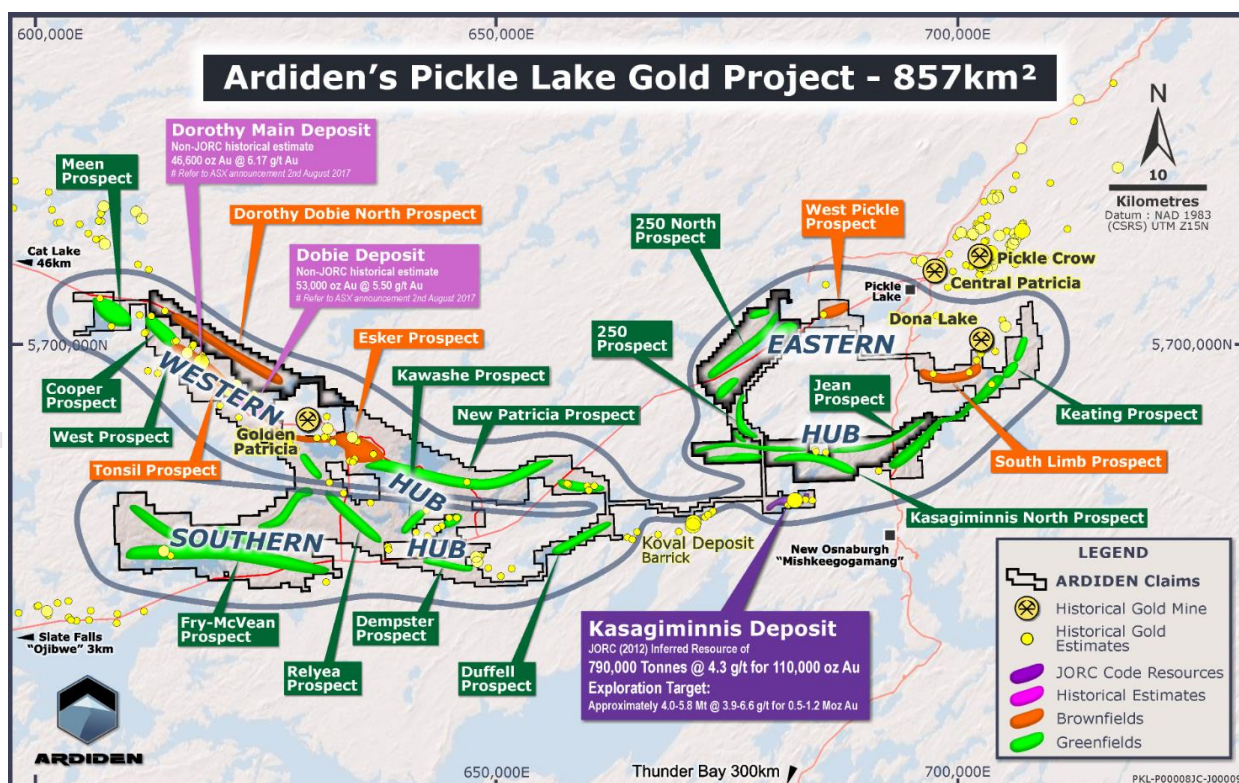 600,000E
650,000E
700,000E
Ardiden's Pickle Lake Gold Project - 857km²
N
10
Kilometres
Datum : NAD 1983
(CSRS) UTM Z15N
Dorothy Main Deposit
Non-JORC historical estimate
46,600 oz Au @ 6.17 g/t Au
# Refer to ASX announcement 2nd August 2017
Meen
Prospect
Dorothy Dobie North Prospect
Dobie Deposit
Non-JORC historical estimate
53,000 oz Au @ 5.50 g/t Au
# Refer to ASX announcement 2nd August 2017
Cat Lake
46km
250 North
Prospect
West Pickle
Prospect
Pickle Crow
Central Patricia
Pickle
Lake
Dona Lake
5,700,000N
5,700,000N
Esker Prospect
Kawashe Prospect
New Patricia Prospect
250
Prospect
EASTERN
HUB
Jean
Prospect
Keating Prospect
South Limb Prospect
Kasagiminnis North Prospect
Cooper
Prospect
West Prospect
Tonsil Prospect
WESTERN
HUB
Golden
Patricia
SOUTHERN
HUB
Koval Deposit
Barrick
New Osnaburgh
"Mishkeegogamang"
Slate Falls
"Ojibwe" 3km
Fry-McVean
Prospect
Relyea
Prospect
Dempster
Prospect
Duffell
Prospect
Kasagiminnis Deposit
JORC (2012) Inferred Resource of
790,000 Tonnes @ 4.3 g/t for 110,000 oz Au
Exploration Target:
Approximately 4.0-5.8 Mt @ 3.9-6.6 g/t for 0.5-1.2 Moz Au
LEGEND
ARDIDEN Claims
Historical Gold Mine
Historical Gold
Estimates
JORC Code Resources
Historical Estimates
Brownfields
Greenfields
ARDIDEN
650,000E
Thunder Bay 300km
700,000E
PKL-P00008JC-J00009